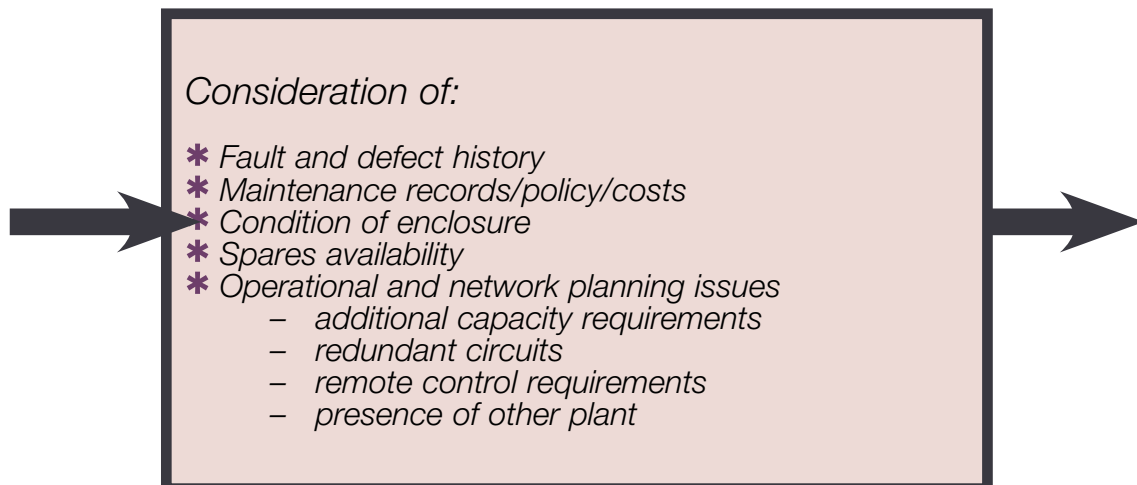 Consideration of:
✱ Fault and defect history
✱ Maintenance records/policy/costs
✱ Condition of enclosure
✱ Spares availability
✱ Operational and network planning issues
– additional capacity requirements
– redundant circuits
– remote control requirements
– presence of other plant